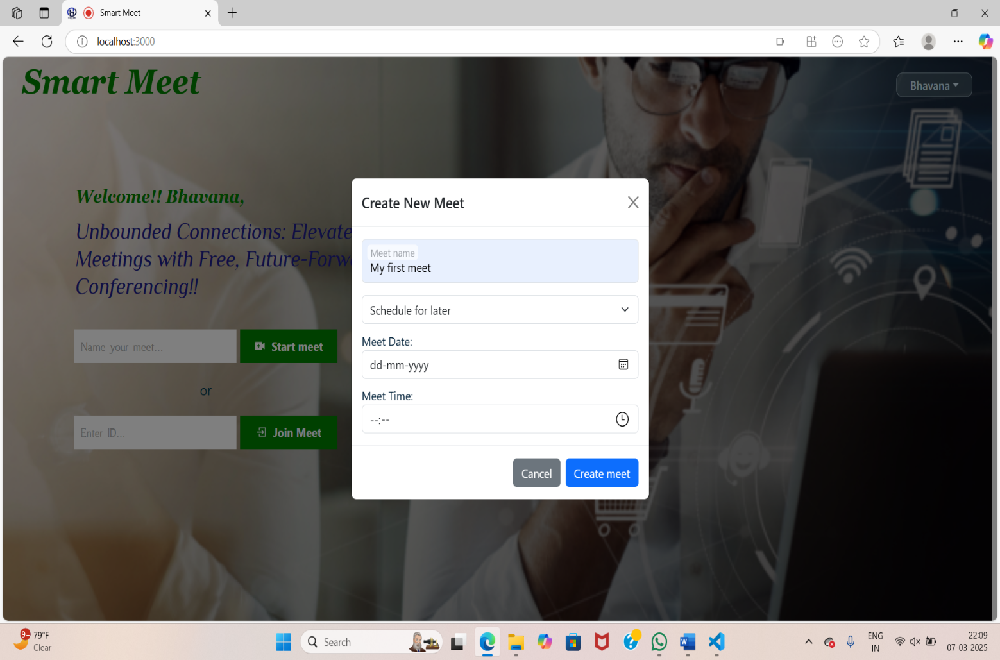 Smart Meet
localhost:3000
Smart Meet
Bhavana
Welcome!! Bhavana,
Unbounded Connections: Elevate
Meetings with Free, Future-Forw
Conferencing!!
Name your meet...
Start meet
or
Enter ID...
Join Meet
Create New Meet
Meet name
My first meet
Schedule for later
Meet Date:
dd-mm-yyyy
Meet Time:
--:--
Cancel
Create meet
9+
79°F
Clear
Search
ENG
IN
22:09
07-03-2025